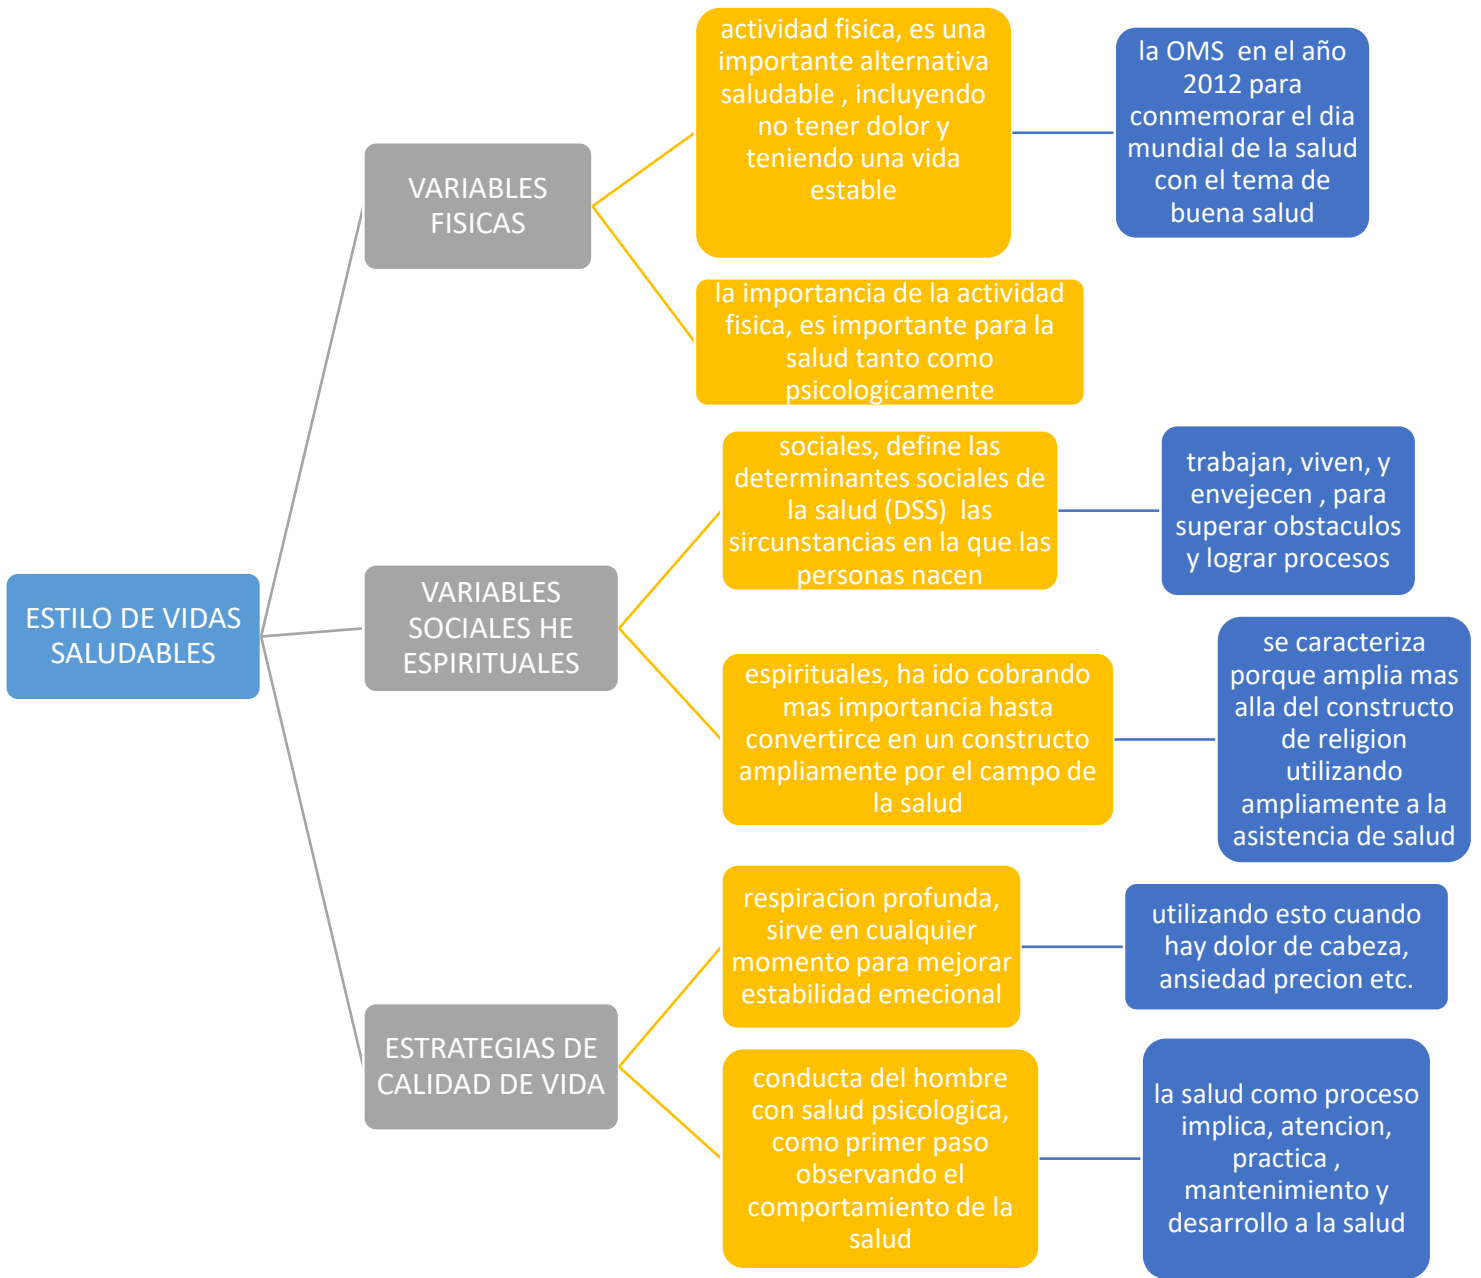 ESTILO DE VIDAS
SALUDABLES
VARIABLES
FISICAS
actividad fisica, es una
importante alternativa
saludable , incluyendo
no tener dolor y
teniendo una vida
estable
la OMS  en el año
2012 para
conmemorar el dia
mundial de la salud
con el tema de
buena salud
la importancia de la actividad
fisica, es importante para la
salud tanto como
psicologicamente
VARIABLES
SOCIALES HE
ESPIRITUALES
sociales, define las
determinantes sociales de
la salud (DSS)  las
sircunstancias en la que las
personas nacen
trabajan, viven, y
envejecen , para
superar obstaculos
y lograr procesos
espirituales, ha ido cobrando
mas importancia hasta
convertirce en un constructo
ampliamente por el campo de
la salud
se caracteriza
porque amplia mas
alla del constructo
de religion
utilizando
ampliamente a la
asistencia de salud
ESTRATEGIAS DE
CALIDAD DE VIDA
respiracion profunda,
sirve en cualquier
momento para mejorar
estabilidad emecional
utilizando esto cuando
hay dolor de cabeza,
ansiedad precion etc.
conducta del hombre
con salud psicologica,
como primer paso
observando el
comportamiento de la
salud
la salud como proceso
implica, atencion,
practica ,
mantenimiento y
desarrollo a la salud